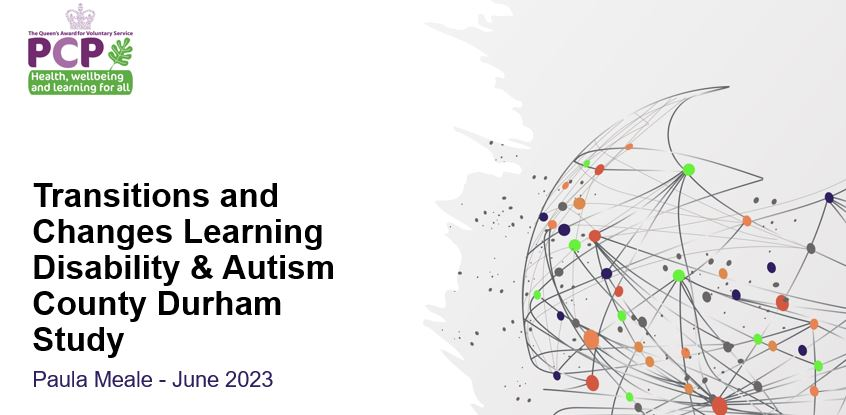 The Queen's Award for Voluntary Service
PCP
Health, wellbeing
and learning for all
Transitions and
Changes Learning
Disability & Autism
County Durham
Study
Paula Meale - June 2023